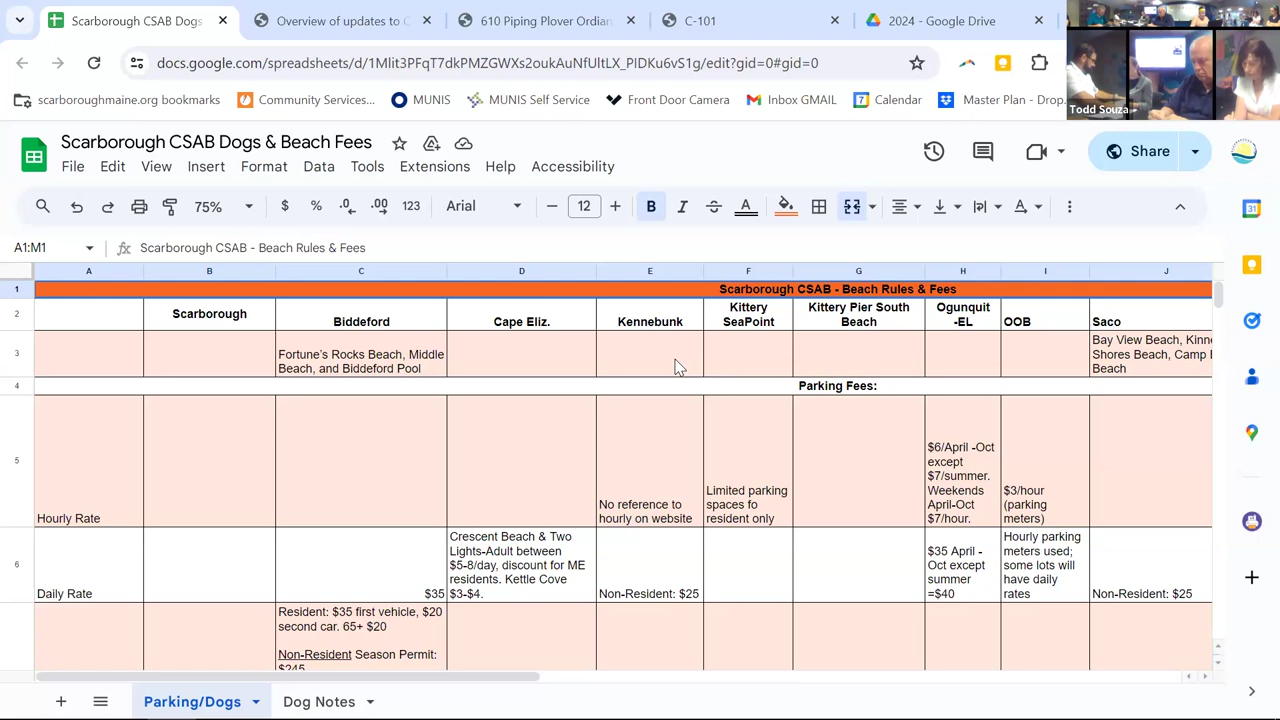 Scarborough CSAB Dogs
Overview of updates to C
610 Piping Plover Ordian
C-101
2024 - Google Drive
docs.google.com/spreadsheets/d/1Mlit3PFqT7dkPMZGWXs2oukAuNfUltLX_PlDKu6vS1g/edit?gid=0#gid=0
scarboroughmaine.org bookmarks
Community Services...
MUNIS
MUNIS Self Service
Front Door Camera
Inbox GMAIL
Calendar
Master Plan - Drop
Todd Souza
Scarborough CSAB Dogs & Beach Fees
File Edit View Insert Format Data Tools Extensions Help Accessibility
Share
75%
$ % .0 .00 123
Arial
12
B
A1:M1
Scarborough CSAB - Beach Rules & Fees
A B C D E F G H I J
1
Scarborough CSAB - Beach Rules & Fees
2
Scarborough
Biddeford
Cape Eliz.
Kennebunk
Kittery
SeaPoint
Kittery Pier South
Beach
Ogunquit
-EL
OOB
Saco
3
Fortune's Rocks Beach, Middle
Beach, and Biddeford Pool
Bay View Beach, Kinn
Shores Beach, Camp
Beach
4
Parking Fees:
5
Hourly Rate
No reference to
hourly on website
Limited parking
spaces fo
resident only
$6/April -Oct
except
$7/summer.
Weekends
April-Oct
$7/hour.
$3/hour
(parking
meters)
6
Daily Rate
$35
Crescent Beach & Two
Lights-Adult between
$5-8/day, discount for ME
residents. Kettle Cove
$3-$4.
Non-Resident: $25
$35 April -
Oct except
summer
=$40
Hourly parking
meters used;
some lots will
have daily
rates
Non-Resident: $25
Resident: $35 first vehicle, $20
second car. 65+ $20
Non-Resident Season Permit:
$245
Parking/Dogs
Dog Notes